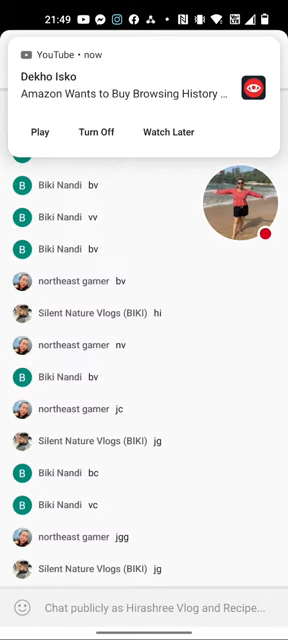 21:49
YouTube • now
Dekho Isko
Amazon Wants to Buy Browsing History ...
Play Turn Off Watch Later
B Biki Nandi bv
B Biki Nandi vv
B Biki Nandi bv
northeast gamer bv
Silent Nature Vlogs (BIKI) hi
northeast gamer nv
B Biki Nandi bv
northeast gamer jc
Silent Nature Vlogs (BIKI) jg
B Biki Nandi bc
B Biki Nandi vc
northeast gamer jgg
Silent Nature Vlogs (BIKI) jg
Chat publicly as Hirashree Vlog and Recipe...